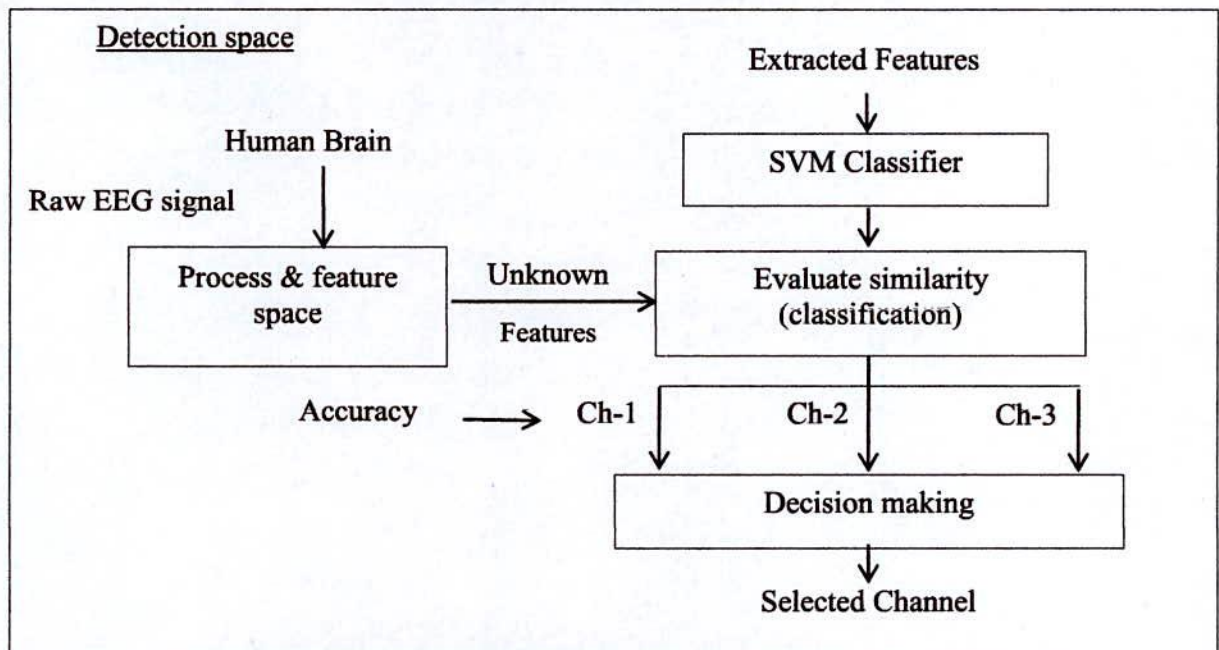 Detection space
Extracted Features
Human Brain
SVM Classifier
Raw EEG signal
Process & feature
space
Unknown
Features
Evaluate similarity
(classification)
Accuracy
Ch-1
Ch-2
Ch-3
Decision making
Selected Channel